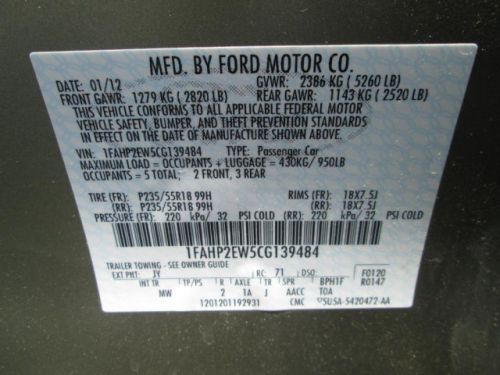 MFD. BY FORD MOTOR CO.
DATE: 01/12 GVWR: 2386 KG ( 5260 LB)
FRONT GAWR: 1279 KG ( 2820 LB) REAR GAWR: 1143 KG ( 2520 LB)
THIS VEHICLE CONFORMS TO ALL APPLICABLE FEDERAL MOTOR
VEHICLE SAFETY, BUMPER, AND THEFT PREVENTION STANDARDS
IN EFFECT ON THE DATE OF MANUFACTURE SHOWN ABOVE.
VEHICLE: 1FAHP2EW5CG139484 TYPE: Passenger Car
MAXIMUM LOAD = OCCUPANTS + LUGGAGE = 430KG/ 950LB
OCCUPANTS = 5 TOTAL; 2 FRONT, 3 REAR
TIRE (FR): P235/55R18 99H RIMS (FR): 18X7.5J
(RR): P235/55R18 99H (RR): 18X7.5J
PRESSURE (FR): 220 kPa/ 32 PSI COLD (RR): 220 kPa/ 32 PSI COLD
1FAHP2EW5CG139484
TRAILER TOWING - SEE OWNER GUIDE
EXT PNT: JY RC: 71 DSO: F0120
INT TR TP/PS R AXLE TR SPR BPH1F R0147
MW 2 1A J AACC TOA
1201201192931 CMC 5U5A-5420472-AA